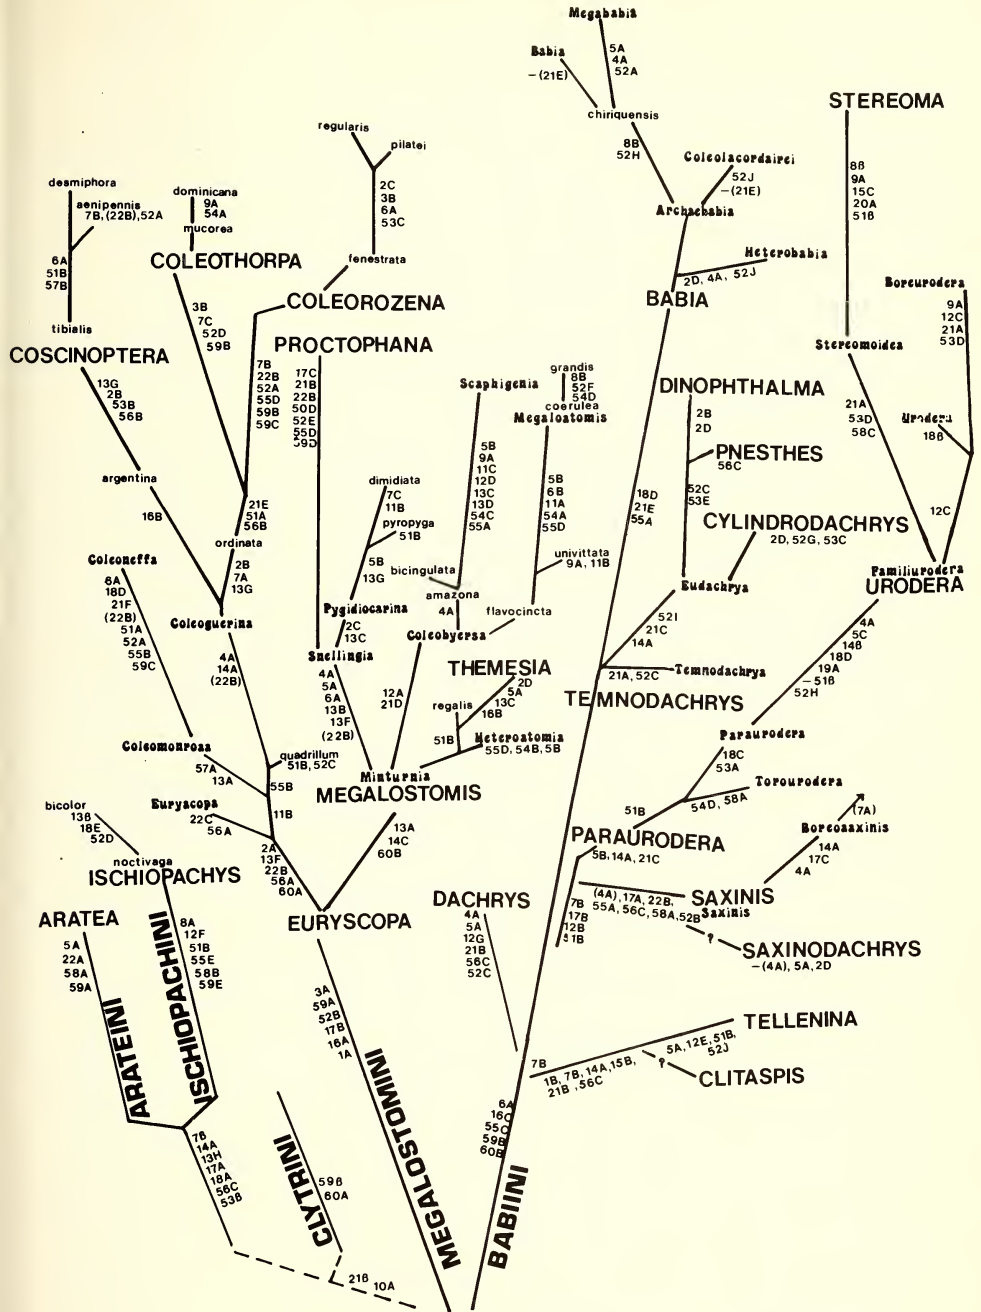 Megababia
5A
4A
52A
Babia
-(21E)
chiriquensis
8B
52H
Coleolacordairei
52J
-(21E)
Archaebabia
Heterobabia
2D, 4A, 52J
BABIA
STEREOMA
8B
9A
15C
20A
51B
Boreurodera
9A
12C
21A
53D
Stereomoidea
21A
53D
58C
Urodera
18B
12C
Pamiliurodera
URODERA
regularis
pilatei
2C
3B
6A
53C
fenestrata
COLEOROZENA
desmiphora
aenipennis
7B, (22B), 52A
6A
51B
57B
tibialis
COSCINOPTERA
dominicana
9A
54A
mucorea
COLEOTHORPA
3B
7C
52D
59B
7B
22B
52A
55D
59B
59C
PROCTOPHANA
17C
21B
22B
50D
52E
55D
59D
13G
2B
53B
56B
argentina
16B
21E
51A
56B
ordinata
2B
7A
13G
Coleoguerina
4A
14A
(22B)
Coleoneffa
6A
18D
21F
(22B)
51A
52A
55B
59C
Coleomonrosa
57A
13A
quadrillum
51B, 52C
55B
11B
Euryscopa
22C
56A
2A
13F
22B
56A
60A
Scaphigenia
5B
9A
11C
12D
13C
13D
54C
55A
grandis
8B
52F
54D
coerulea
Megaloatomis
5B
6B
11A
54A
55D
univittata
9A, 11B
flavocincta
dimidiata
7C
11B
pyropyga
51B
5B
13G
bicingulata
amazona
4A
Pygidiocarina
2C
13C
Coleobyersa
Snellingia
4A
5A
6A
13B
13F
(22B)
12A
21D
THEMESIA
2D
5A
13C
16B
regalis
51B
Heteroatomia
55D, 54B, 5B
Minturnia
MEGALOSTOMIS
13A
14C
60B
EURYSCOPA
DINOPHTHALMA
2B
2D
PNESTHES
56C
52C
53E
CYLINDRODACHRYS
2D, 52G, 53C
Eudachrya
52I
21C
14A
18D
21E
55A
21A, 52C
Temnodachrya
TEMNODACHRYS
4A
5C
14B
18D
19A
-51B
52H
Paraurodera
18C
53A
Torourodera
54D, 58A
51B
PARAURODERA
5B, 14A, 21C
(7A)
Boreosaxinis
14A
17C
4A
7B
17B
12B
51B
(4A), 17A, 22B,
55A, 56C, 58A, 52B
SAXINIS
Saxinis
?
SAXINODACHRYS
-(4A), 5A, 2D
DACHRYS
4A
5A
12G
21B
56C
52C
TELLENINA
7B
1B, 7B, 14A, 15B,
21B, 56C
5A, 12E, 51B,
52J
?
CLITASPIS
6A
16C
55C
59B
60B
BABIINI
bicolor
13B
18E
52D
noctivaga
ISCHIOPACHYS
ARATEA
5A
22A
58A
59A
ARATEINI
8A
12F
51B
55E
58B
59E
ISCHIOPACHINI
7B
14A
13H
17A
18A
56C
53B
CLYTRINI
59B
60A
21B
10A
3A
59A
52B
17B
16A
1A
MEGALOSTOMINI